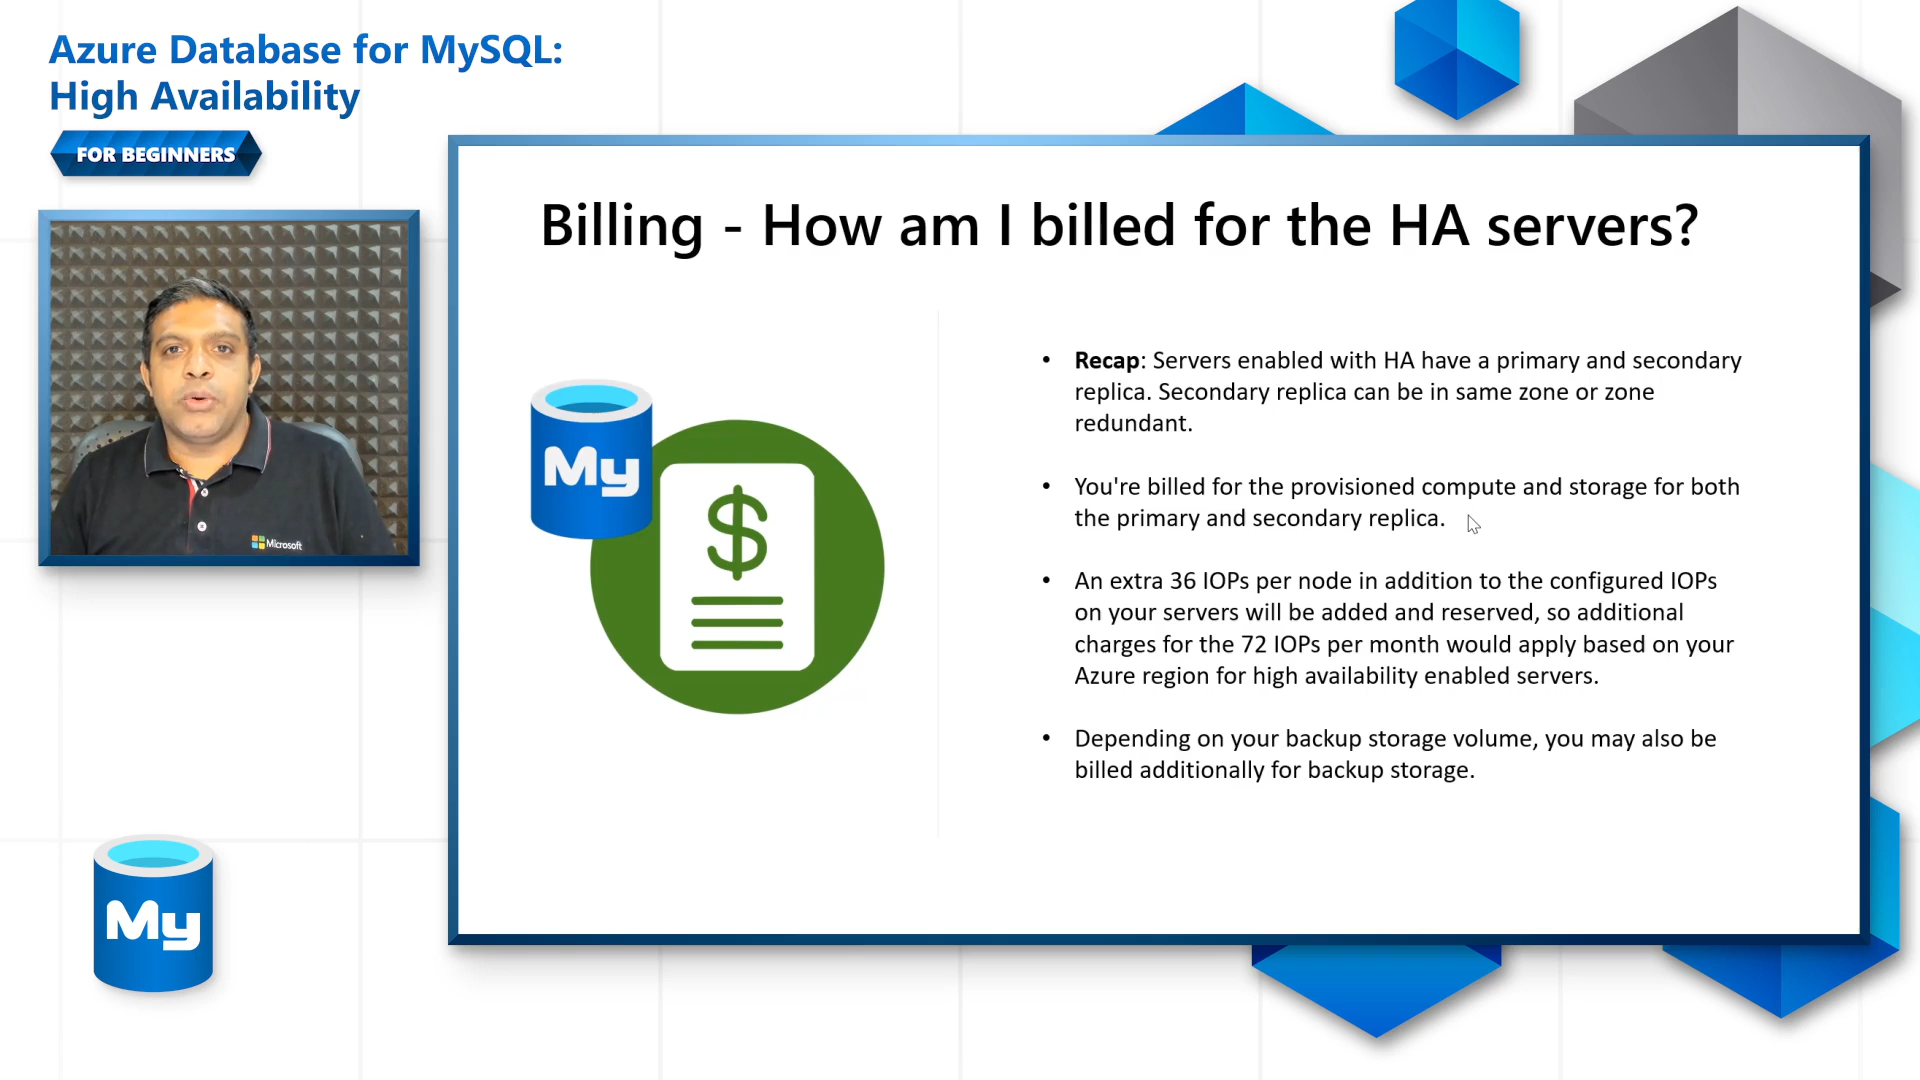 Azure Database for MySQL:
High Availability
FOR BEGINNERS
Microsoft
My
Billing - How am I billed for the HA servers?
My
$
• Recap: Servers enabled with HA have a primary and secondary
replica. Secondary replica can be in same zone or zone
redundant.
• You're billed for the provisioned compute and storage for both
the primary and secondary replica.
• An extra 36 IOPs per node in addition to the configured IOPs
on your servers will be added and reserved, so additional
charges for the 72 IOPs per month would apply based on your
Azure region for high availability enabled servers.
• Depending on your backup storage volume, you may also be
billed additionally for backup storage.